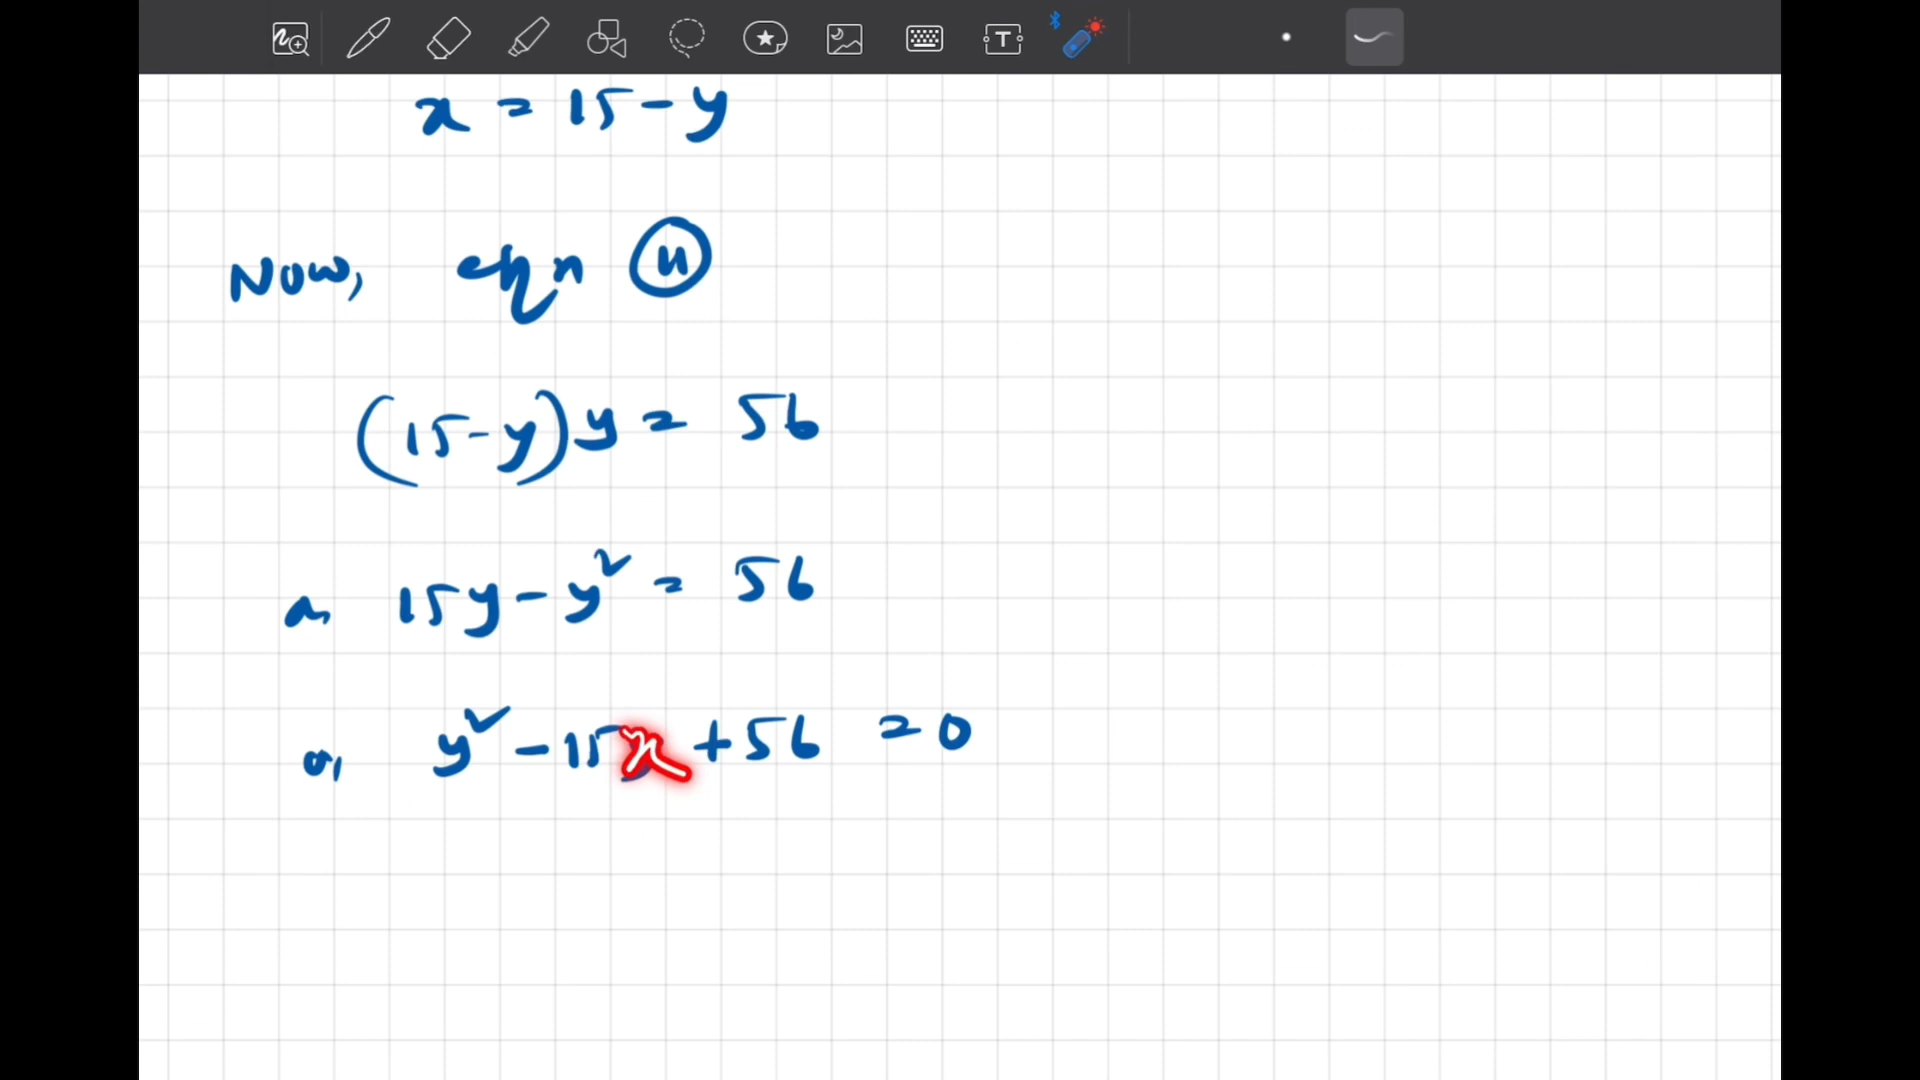 x = 15 - y
Now, eqn (ii)
(15-y)y = 56
or, 15y - y² = 56
or, y² - 15x + 56 = 0